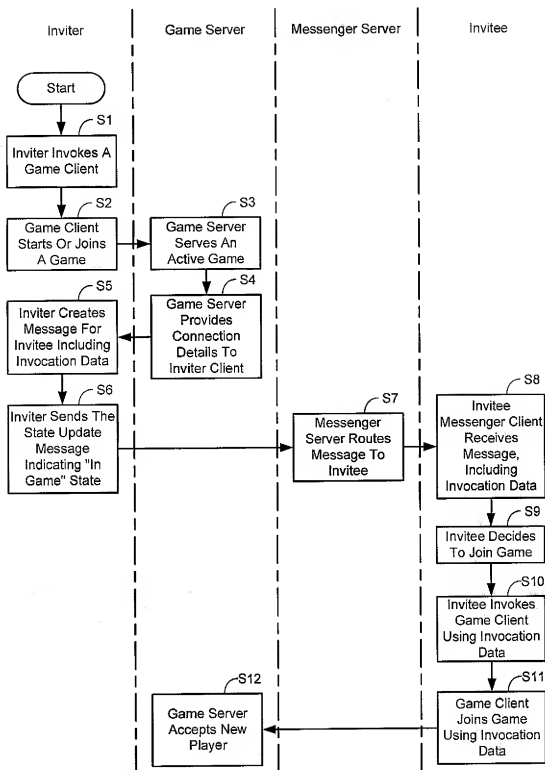 Inviter
Game Server
Messenger Server
Invitee
Start
S1
Inviter Invokes A
Game Client
S2
Game Client
Starts Or Joins
A Game
S3
Game Server
Serves An
Active Game
S4
Game Server
Provides
Connection
Details To
Inviter Client
S5
Inviter Creates
Message For
Invitee Including
Invocation Data
S6
Inviter Sends The
State Update
Message
Indicating "In
Game" State
S7
Messenger
Server Routes
Message To
Invitee
S8
Invitee
Messenger Client
Receives
Message,
Including
Invocation Data
S9
Invitee Decides
To Join Game
S10
Invitee Invokes
Game Client
Using Invocation
Data
S11
Game Client
Joins Game
Using Invocation
Data
S12
Game Server
Accepts New
Player